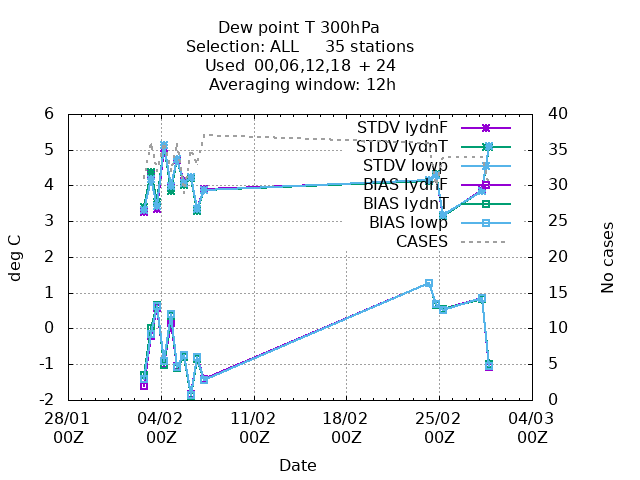 Dew point T 300hPa
Selection: ALL 35 stations
Used 00,06,12,18 + 24
Averaging window: 12h
6
5
4
3
2
1
0
-1
-2
deg C
40
35
30
25
20
15
10
5
0
No cases
STDV lydnF
STDV lydnT
STDV lowp
BIAS lydnF
BIAS lydnT
BIAS lowp
CASES
28/01 04/02 11/02 18/02 25/02 04/03
00Z 00Z 00Z 00Z 00Z 00Z
Date